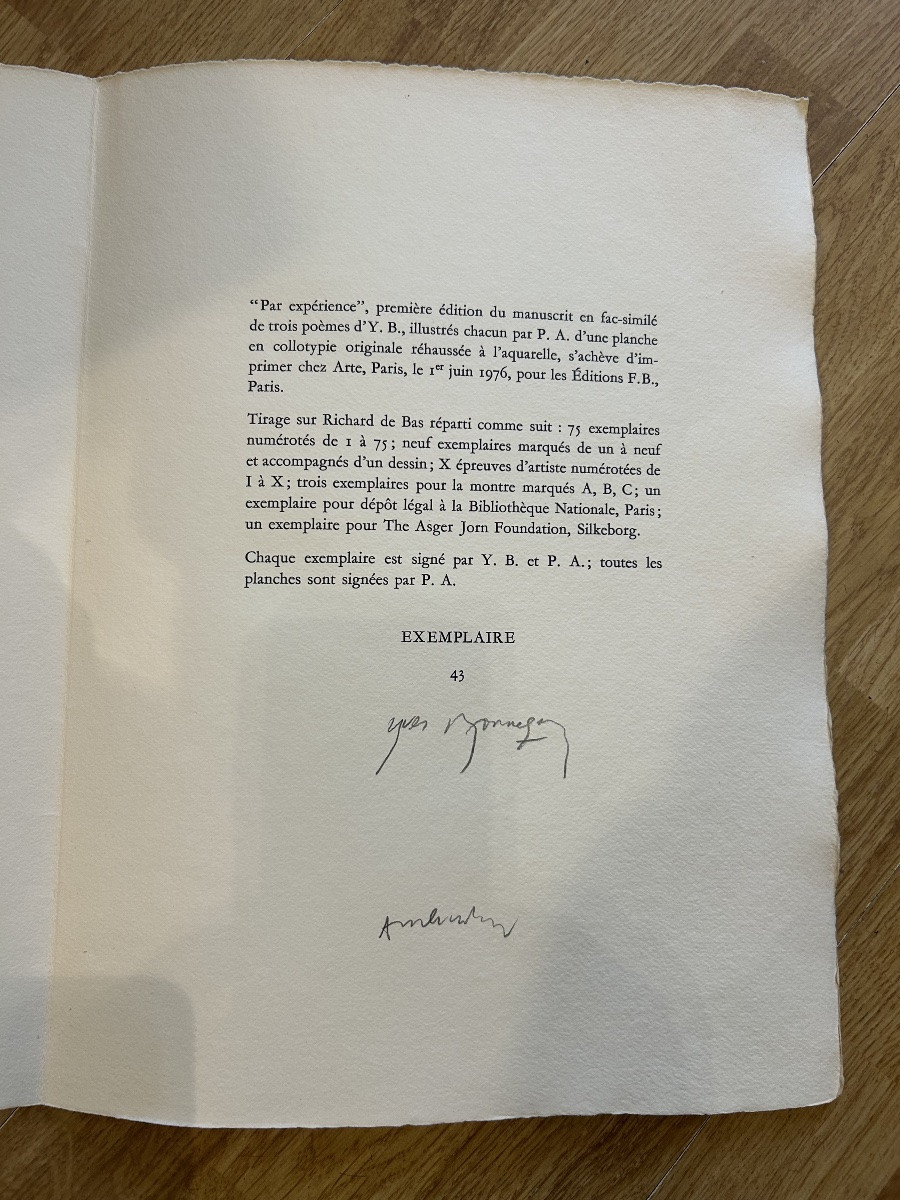 “Par expérience”, première édition du manuscrit en fac-similé
de trois poèmes d’Y. B., illustrés chacun par P. A. d’une planche
en collotypie originale réhaussée à l’aquarelle, s’achève d’im-
primer chez Arte, Paris, le 1er juin 1976, pour les Éditions F.B.,
Paris.
Tirage sur Richard de Bas réparti comme suit : 75 exemplaires
numérotés de 1 à 75; neuf exemplaires marqués de un à neuf
et accompagnés d’un dessin; X épreuves d’artiste numérotées de
I à X; trois exemplaires pour la montre marqués A, B, C; un
exemplaire pour dépôt légal à la Bibliothèque Nationale, Paris;
un exemplaire pour The Asger Jorn Foundation, Silkeborg.
Chaque exemplaire est signé par Y. B. et P. A.; toutes les
planches sont signées par P. A.
EXEMPLAIRE
43
yves